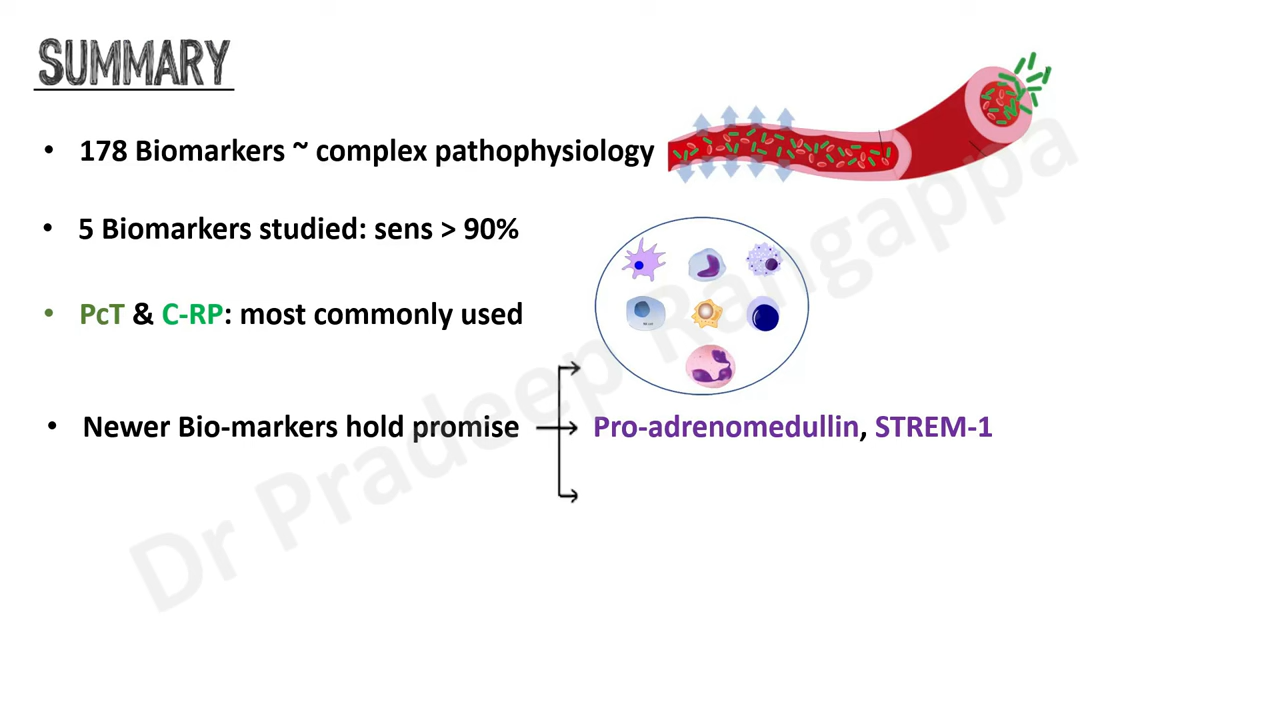 SUMMARY
• 178 Biomarkers ~ complex pathophysiology
• 5 Biomarkers studied: sens > 90%
• PcT & C-RP: most commonly used
• Newer Bio-markers hold promise
Pro-adrenomedullin, STREM-1
Dr Pradeep Rangappa